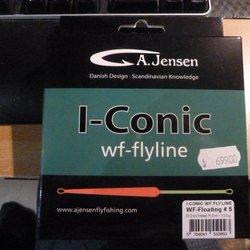 A.Jensen
Danish Design - Scandinavian Knowledge
699,00
I-Conic
wf-flyline
www.ajensenflyfishing.com
I-CONIC WF FLY LINE
WF-Floating # 5